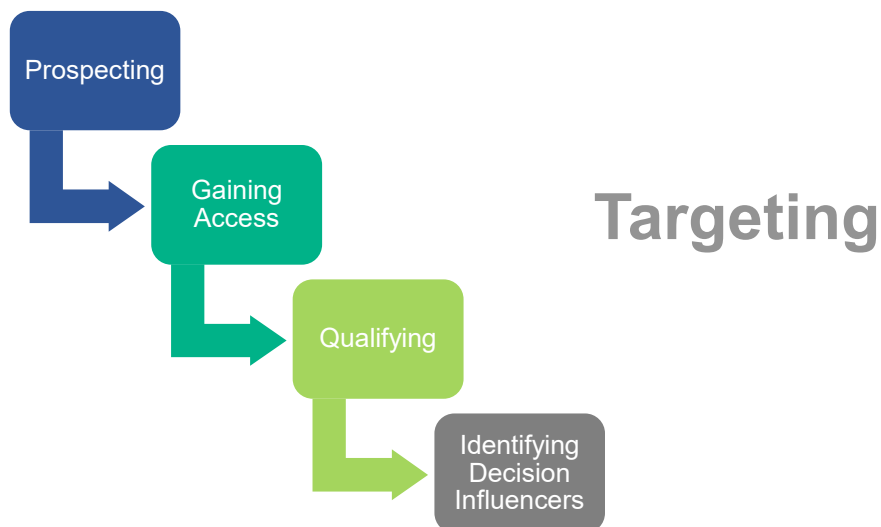 Prospecting
Gaining
Access
Targeting
Qualifying
Identifying
Decision
Influencers